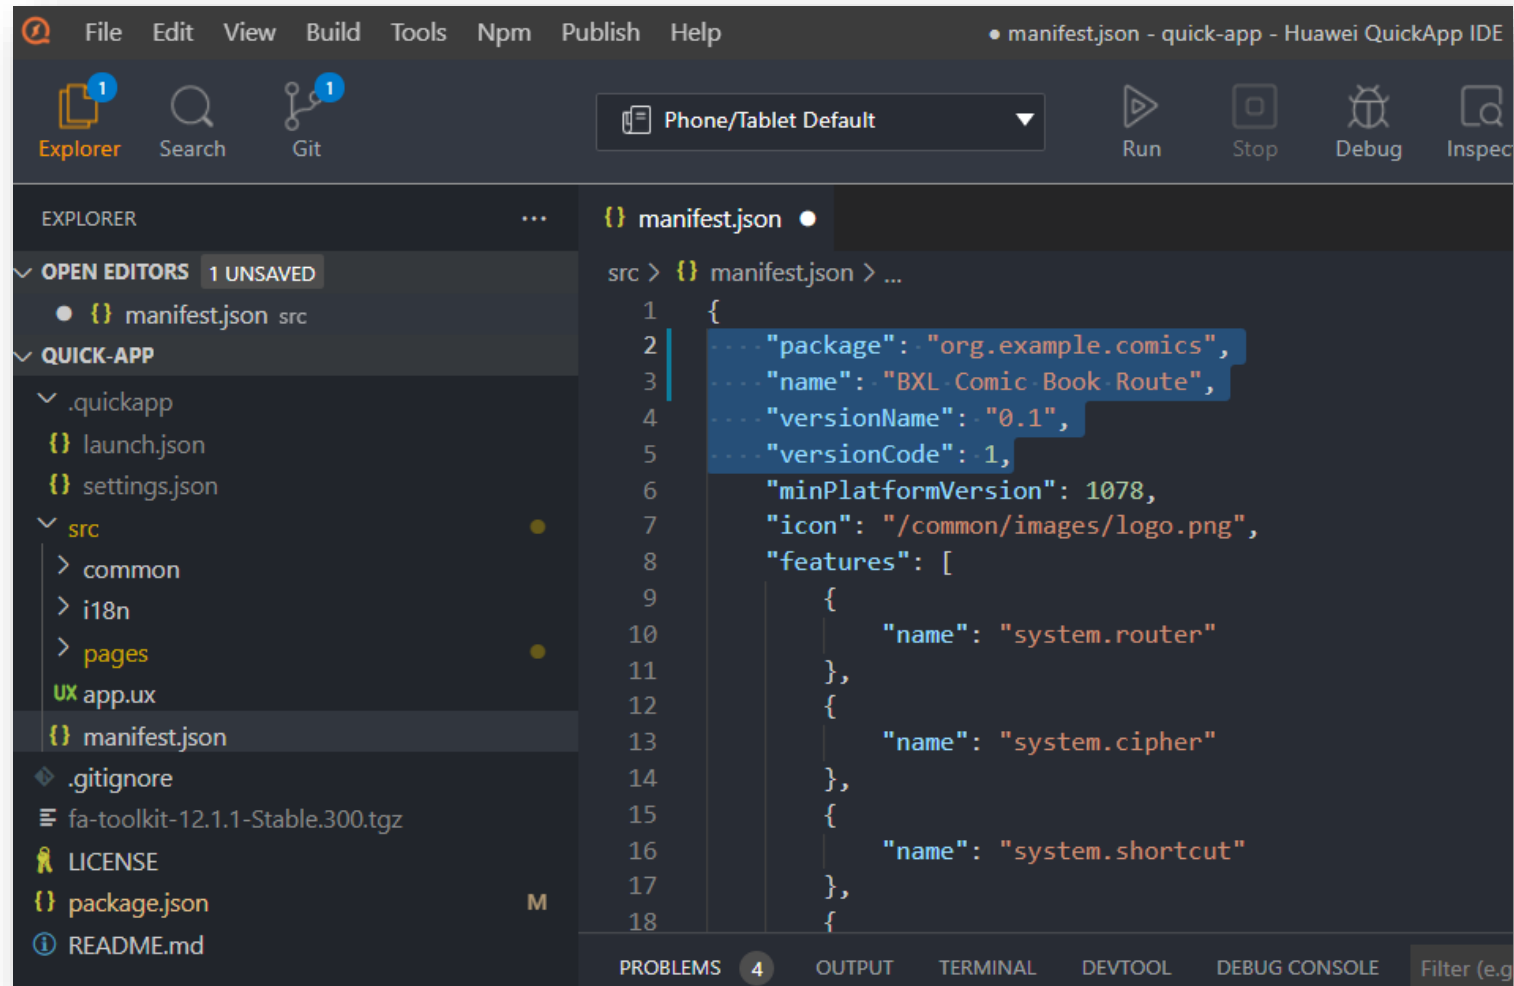 File Edit View Build Tools Npm Publish Help ● manifest.json - quick-app - Huawei QuickApp IDE
1 1
Explorer Search Git Phone/Tablet Default Run Stop Debug Inspec
EXPLORER ...
OPEN EDITORS 1 UNSAVED
{} manifest.json src
QUICK-APP
.quickapp
{} launch.json
{} settings.json
src
common
i18n
pages
UX app.ux
{} manifest.json
.gitignore
fa-toolkit-12.1.1-Stable.300.tgz
LICENSE
{} package.json M
README.md
{} manifest.json ●
src > {} manifest.json > ...
1 {
2 "package": "org.example.comics",
3 "name": "BXL Comic Book Route",
4 "versionName": "0.1",
5 "versionCode": 1,
6 "minPlatformVersion": 1078,
7 "icon": "/common/images/logo.png",
8 "features": [
9 {
10 "name": "system.router"
11 },
12 {
13 "name": "system.cipher"
14 },
15 {
16 "name": "system.shortcut"
17 },
18 {
PROBLEMS 4 OUTPUT TERMINAL DEVTOOL DEBUG CONSOLE Filter (e.g